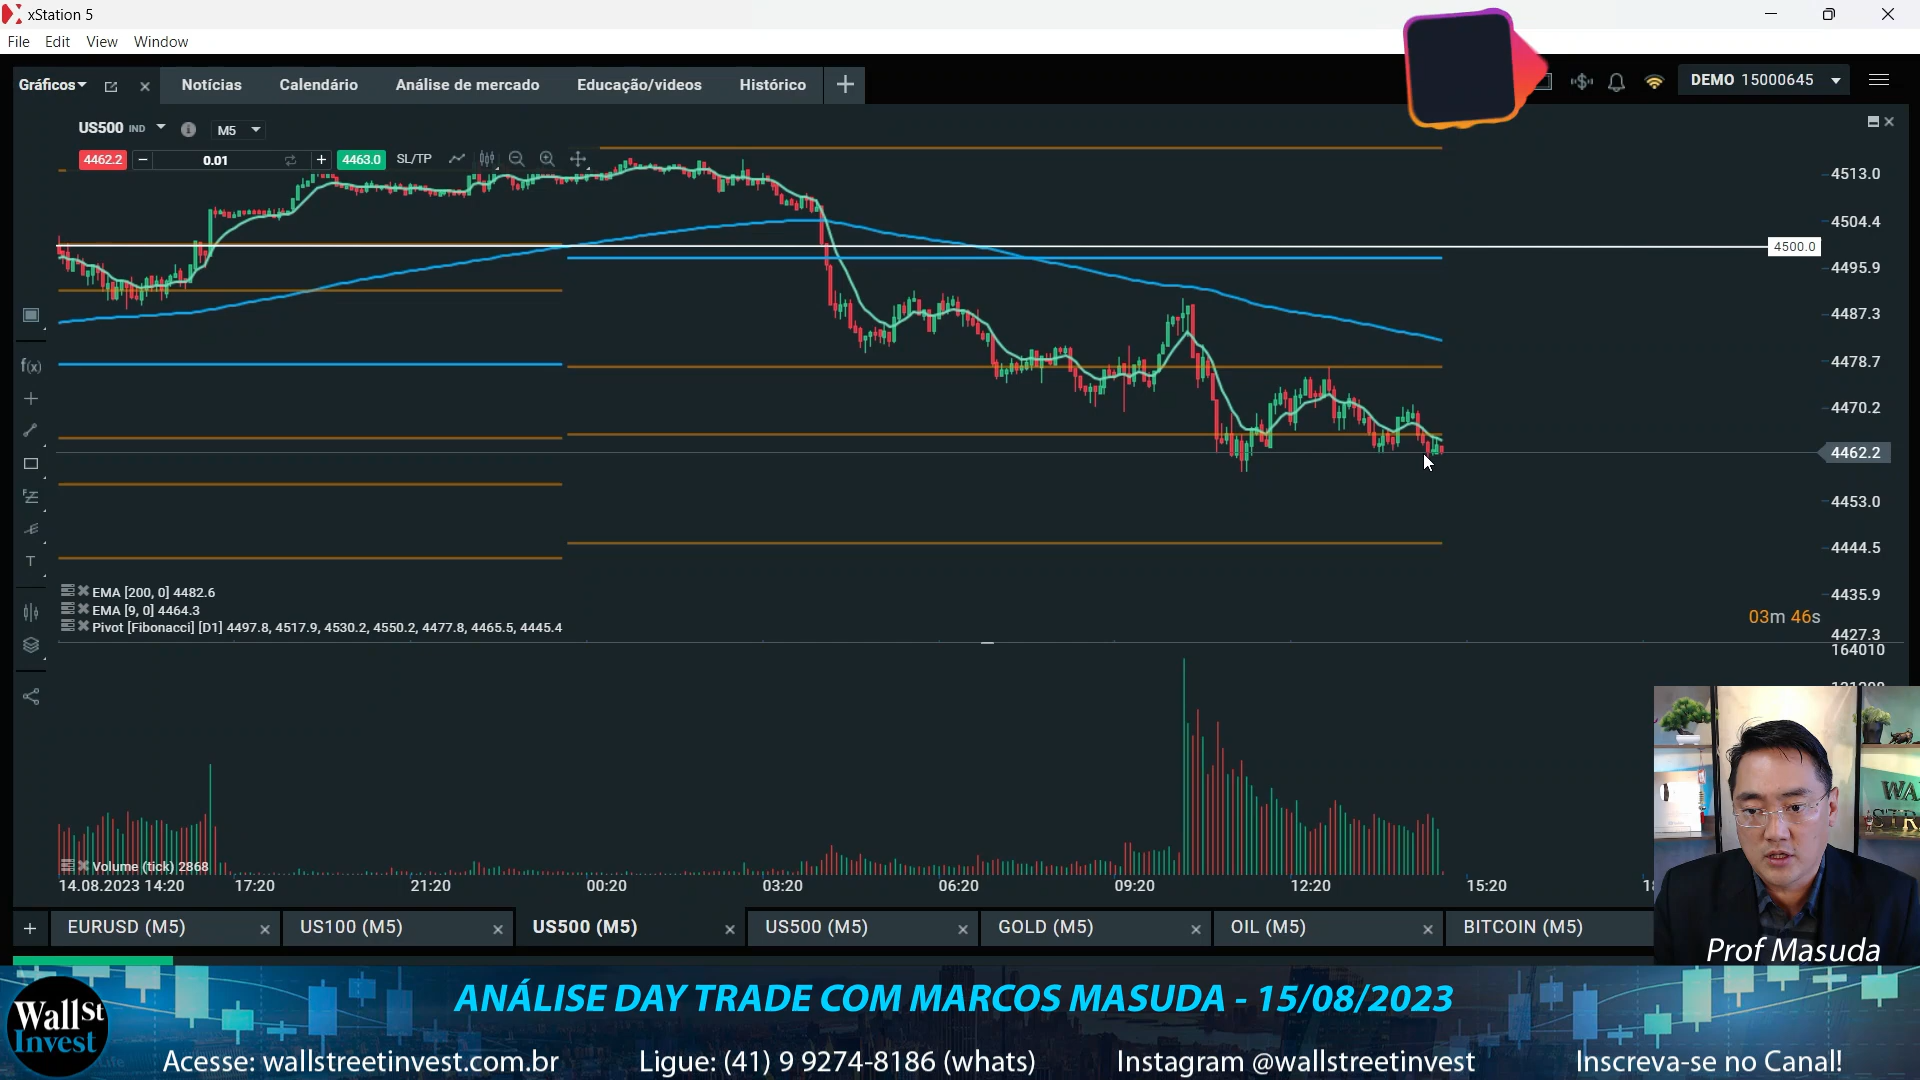 xStation 5
File Edit View Window
Gráficos Notícias Calendário Análise de mercado Educação/videos Histórico
DEMO 15000645
US500 IND M5
4462.2 0.01 4463.0 SL/TP
4513.0
4504.4
4500.0
4495.9
4487.3
4478.7
4470.2
4462.2
4453.0
4444.5
4435.9
4427.3
f(x)
T
EMA [200, 0] 4482.6
EMA [9, 0] 4464.3
Pivot [Fibonacci] [D1] 4497.8, 4517.9, 4530.2, 4550.2, 4477.8, 4465.5, 4445.4
03m 46s
164010
Volume (tick) 2868
14.08.2023 14:20 17:20 21:20 00:20 03:20 06:20 09:20 12:20 15:20
EURUSD (M5) US100 (M5) US500 (M5) US500 (M5) GOLD (M5) OIL (M5) BITCOIN (M5)
Prof Masuda
ANÁLISE DAY TRADE COM MARCOS MASUDA - 15/08/2023
Wall St
Invest
Acesse: wallstreetinvest.com.br Ligue: (41) 9 9274-8186 (whats) Instagram @wallstreetinvest Inscreva-se no Canal!